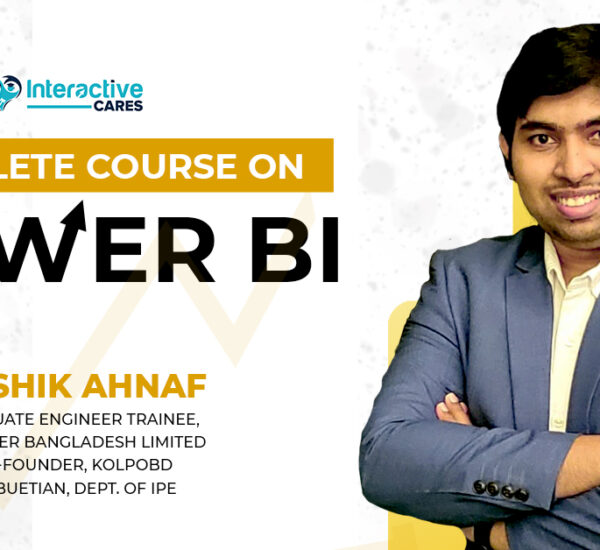 Interactive
CARES
LETE COURSE ON
WER BI
SHIK AHNAF
UATE ENGINEER TRAINEE,
ER BANGLADESH LIMITED
-FOUNDER, KOLPOBD
BUETIAN, DEPT. OF IPE